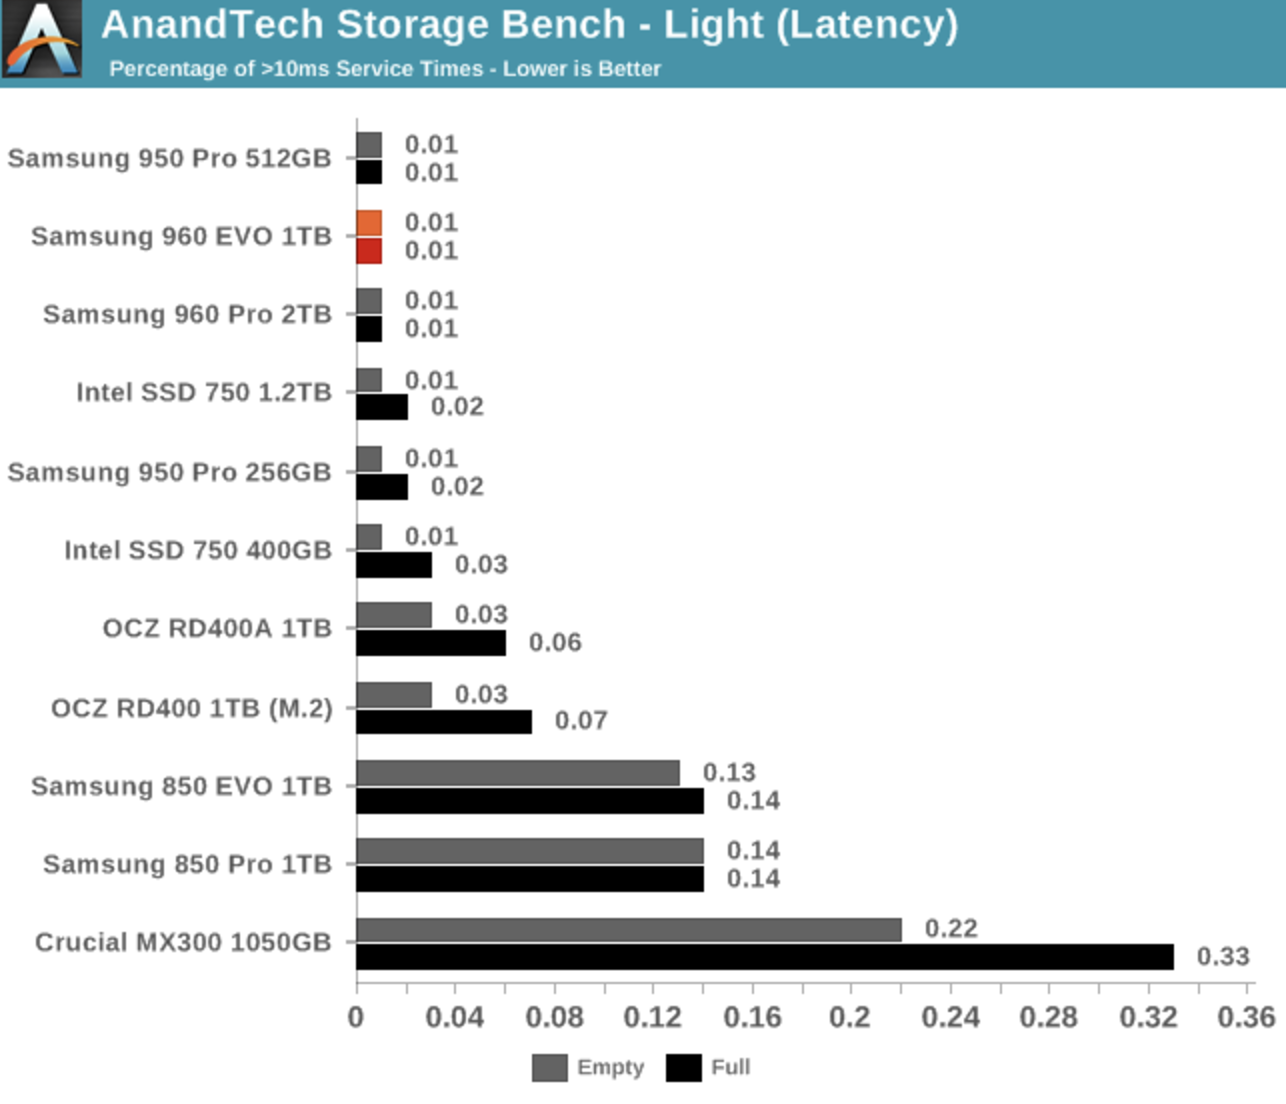 AnandTech Storage Bench - Light (Latency)
Percentage of >10ms Service Times - Lower is Better
Samsung 950 Pro 512GB
0.01
0.01
Samsung 960 EVO 1TB
0.01
0.01
Samsung 960 Pro 2TB
0.01
0.01
Intel SSD 750 1.2TB
0.01
0.02
Samsung 950 Pro 256GB
0.01
0.02
Intel SSD 750 400GB
0.01
0.03
OCZ RD400A 1TB
0.03
0.06
OCZ RD400 1TB (M.2)
0.03
0.07
Samsung 850 EVO 1TB
0.13
0.14
Samsung 850 Pro 1TB
0.14
0.14
Crucial MX300 1050GB
0.22
0.33
0 0.04 0.08 0.12 0.16 0.2 0.24 0.28 0.32 0.36
Empty Full